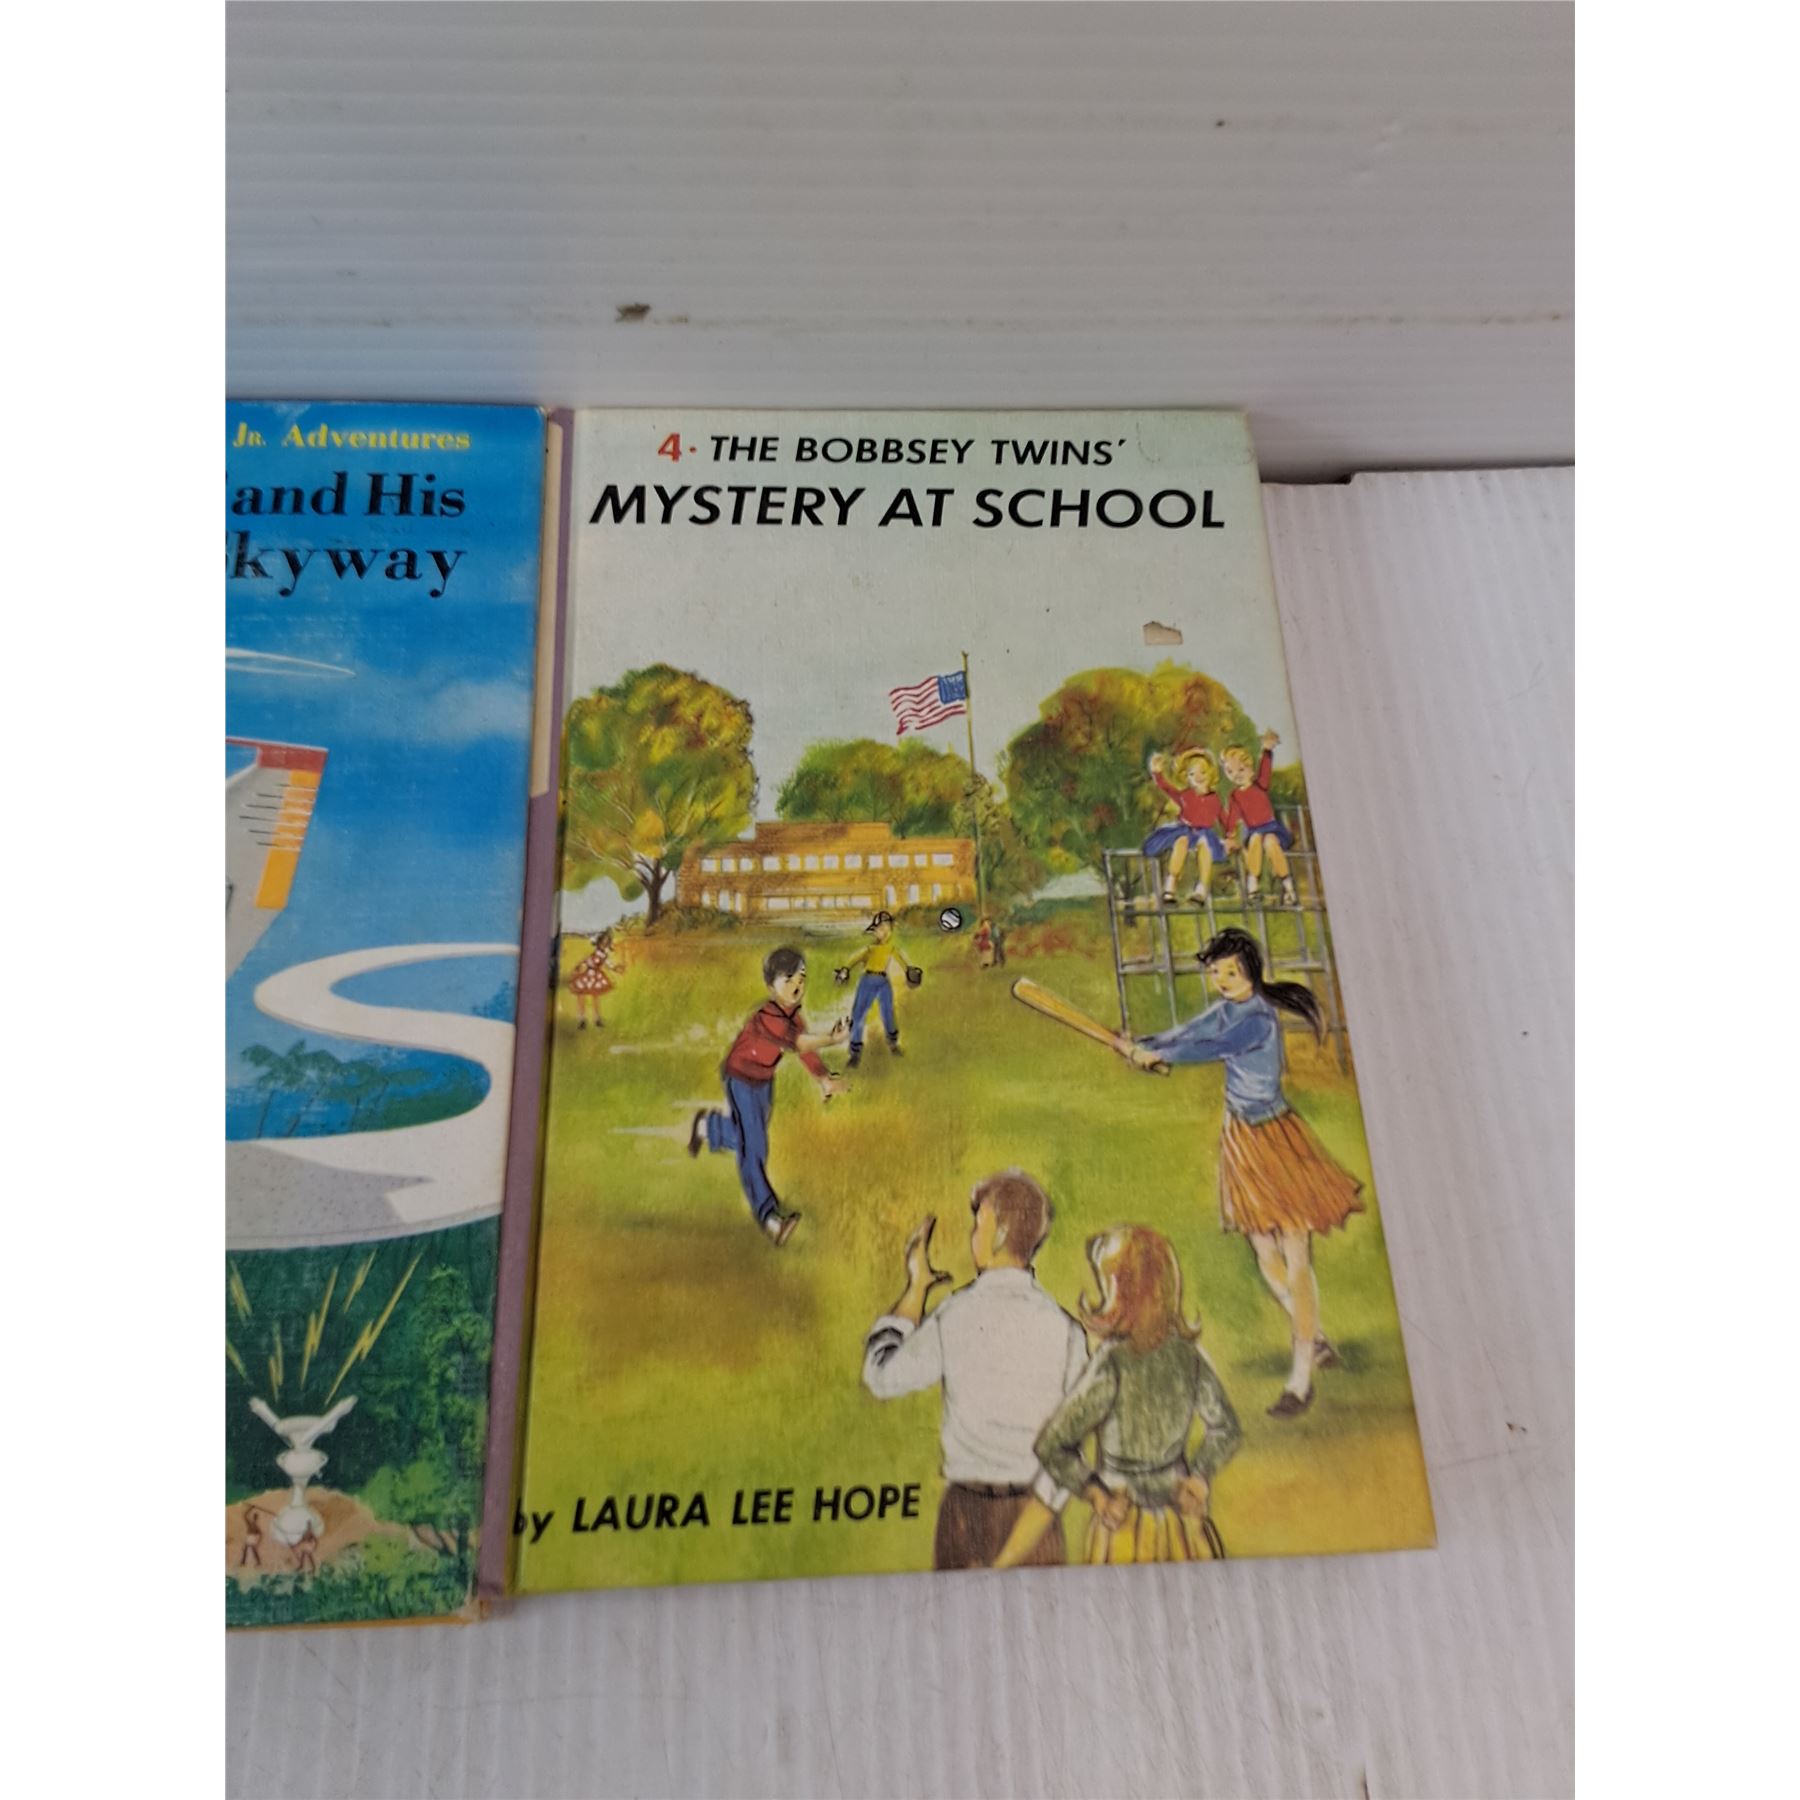 Jr. Adventures
and His
kyway
4. THE BOBBSEY TWINS'
MYSTERY AT SCHOOL
by LAURA LEE HOPE